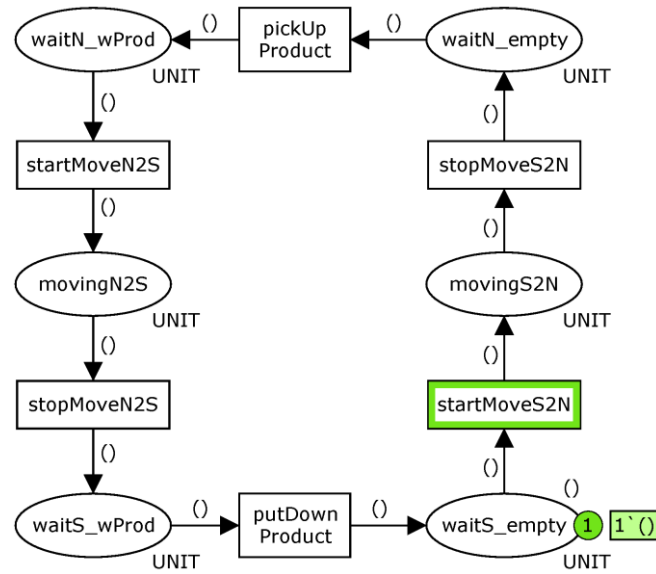 ()
()
waitN_wProd
pickUp
Product
waitN_empty
UNIT
UNIT
()
()
startMoveN2S
stopMoveS2N
()
()
movingN2S
movingS2N
UNIT
UNIT
()
()
stopMoveN2S
startMoveS2N
()
()
()
()
()
waitS_wProd
putDown
Product
waitS_empty
1
1`()
UNIT
UNIT